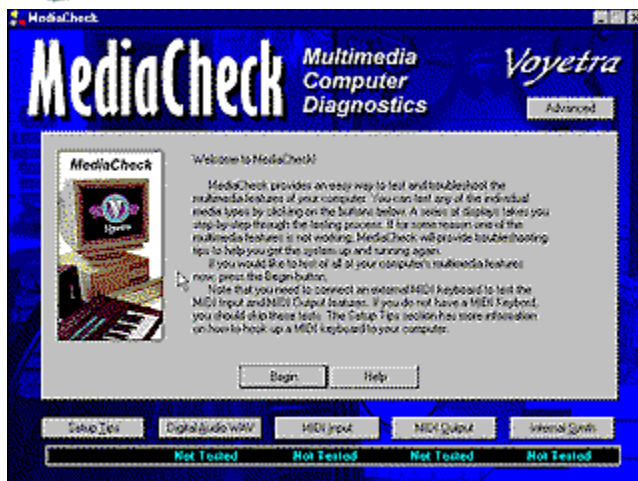 MediaCheck
MediaCheck
Multimedia
Computer
Diagnostics
Voyetra
Advanced
MediaCheck
Welcome to MediaCheck!
MediaCheck provides an easy way to test and troubleshoot the
multimedia features of your computer. You can test any of the individual
media types by clicking on the buttons below. A series of displays takes you
step-by-step through the testing process. If for some reason one of the
multimedia features is not working, MediaCheck will provide troubleshooting
tips to help you get the system up and running again.
If you would like to test all of your computer's multimedia features
now, press the Begin button.
Note that you need to connect an external MIDI keyboard to test the
MIDI Input and MIDI Output features. If you do not have a MIDI Keyboard,
you should skip these tests. The Setup Tips section has more information
on how to hook up a MIDI keyboard to your computer.
Begin
Help
Setup Tips
Digital Audio WAV
MIDI Input
MIDI Output
Internal Synth
Not Tested
Not Tested
Not Tested
Not Tested